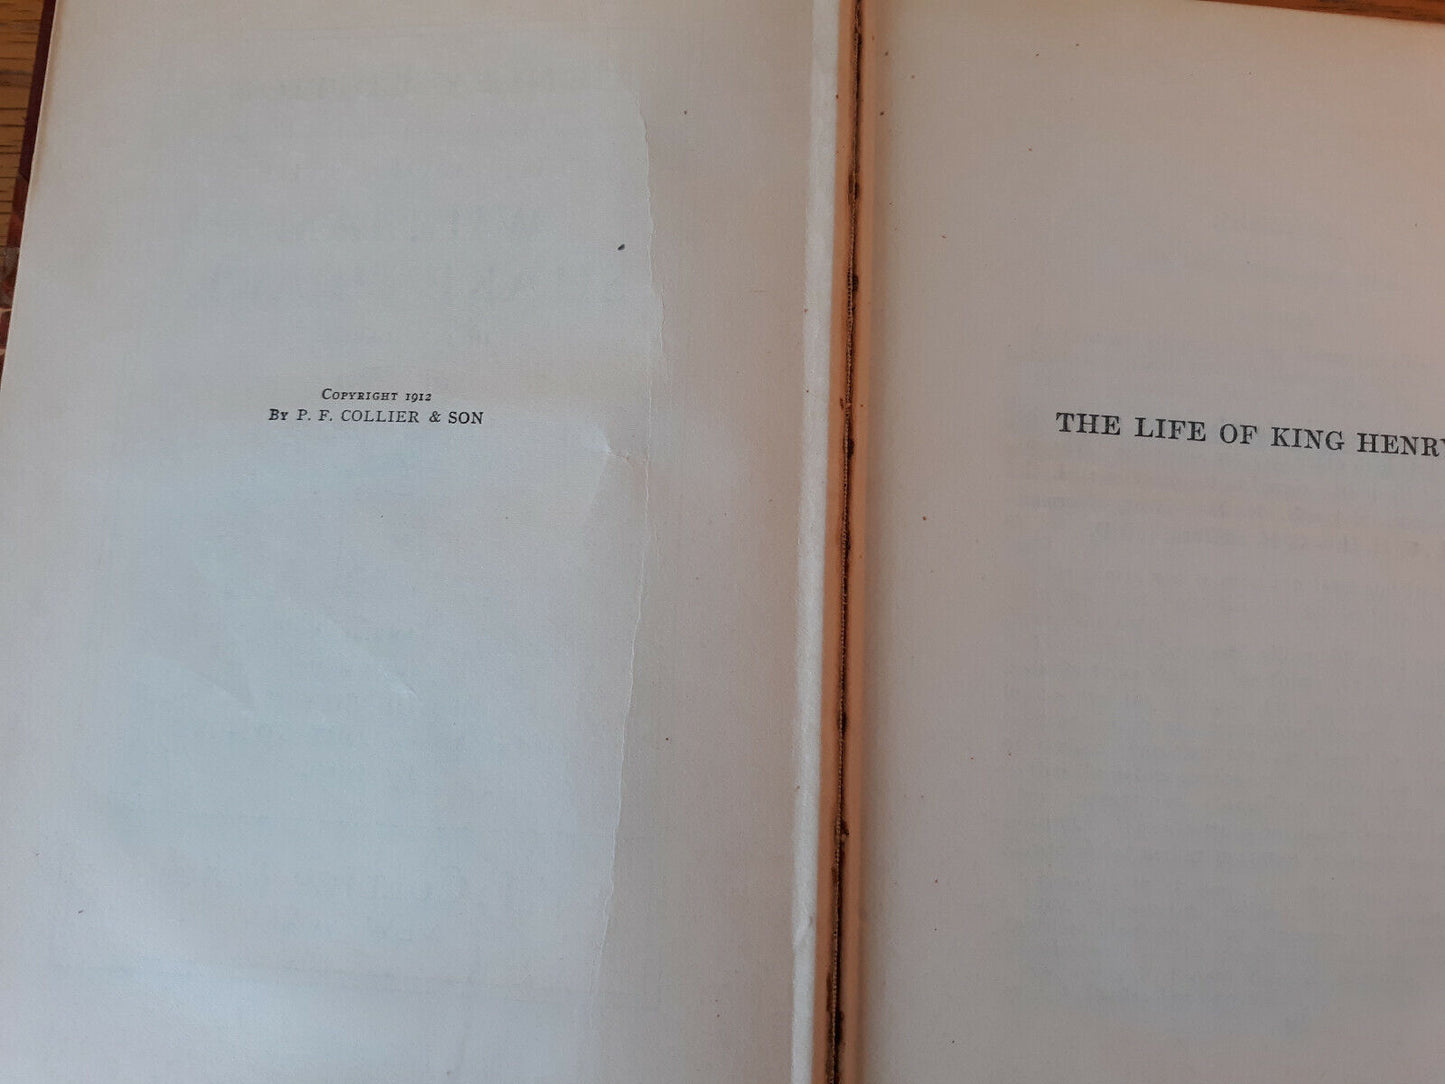 COPYRIGHT 1912
BY P. F. COLLIER & SON
THE LIFE OF KING HENRY